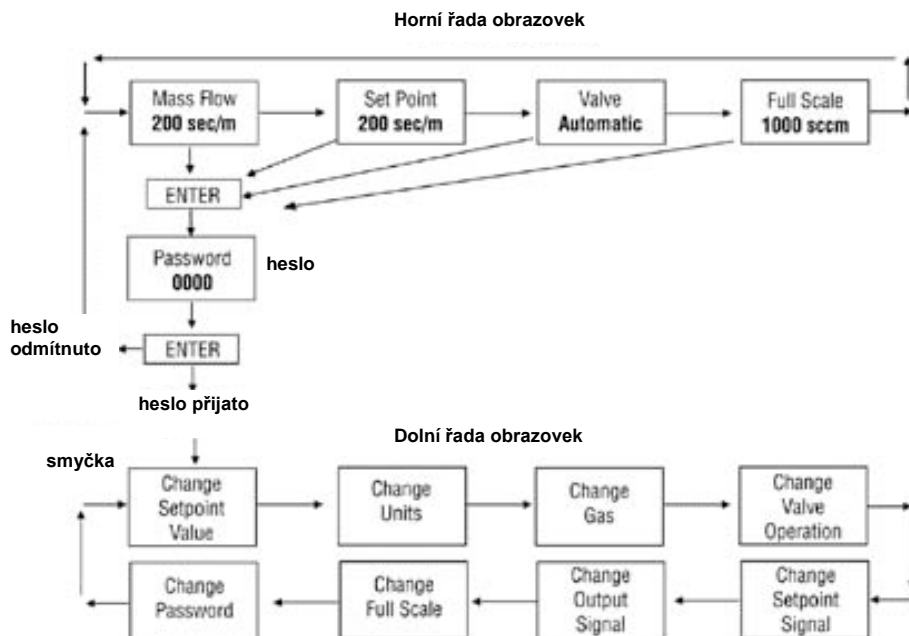 Horní řada obrazovek
Mass Flow
200 sec/m
Set Point
200 sec/m
Valve
Automatic
Full Scale
1000 sccm
ENTER
Password
0000
heslo
heslo
odmítnuto
ENTER
heslo přijato
Dolní řada obrazovek
smyčka
Change
Setpoint
Value
Change
Units
Change
Gas
Change
Valve
Operation
Change
Password
Change
Full Scale
Change
Output
Signal
Change
Setpoint
Signal